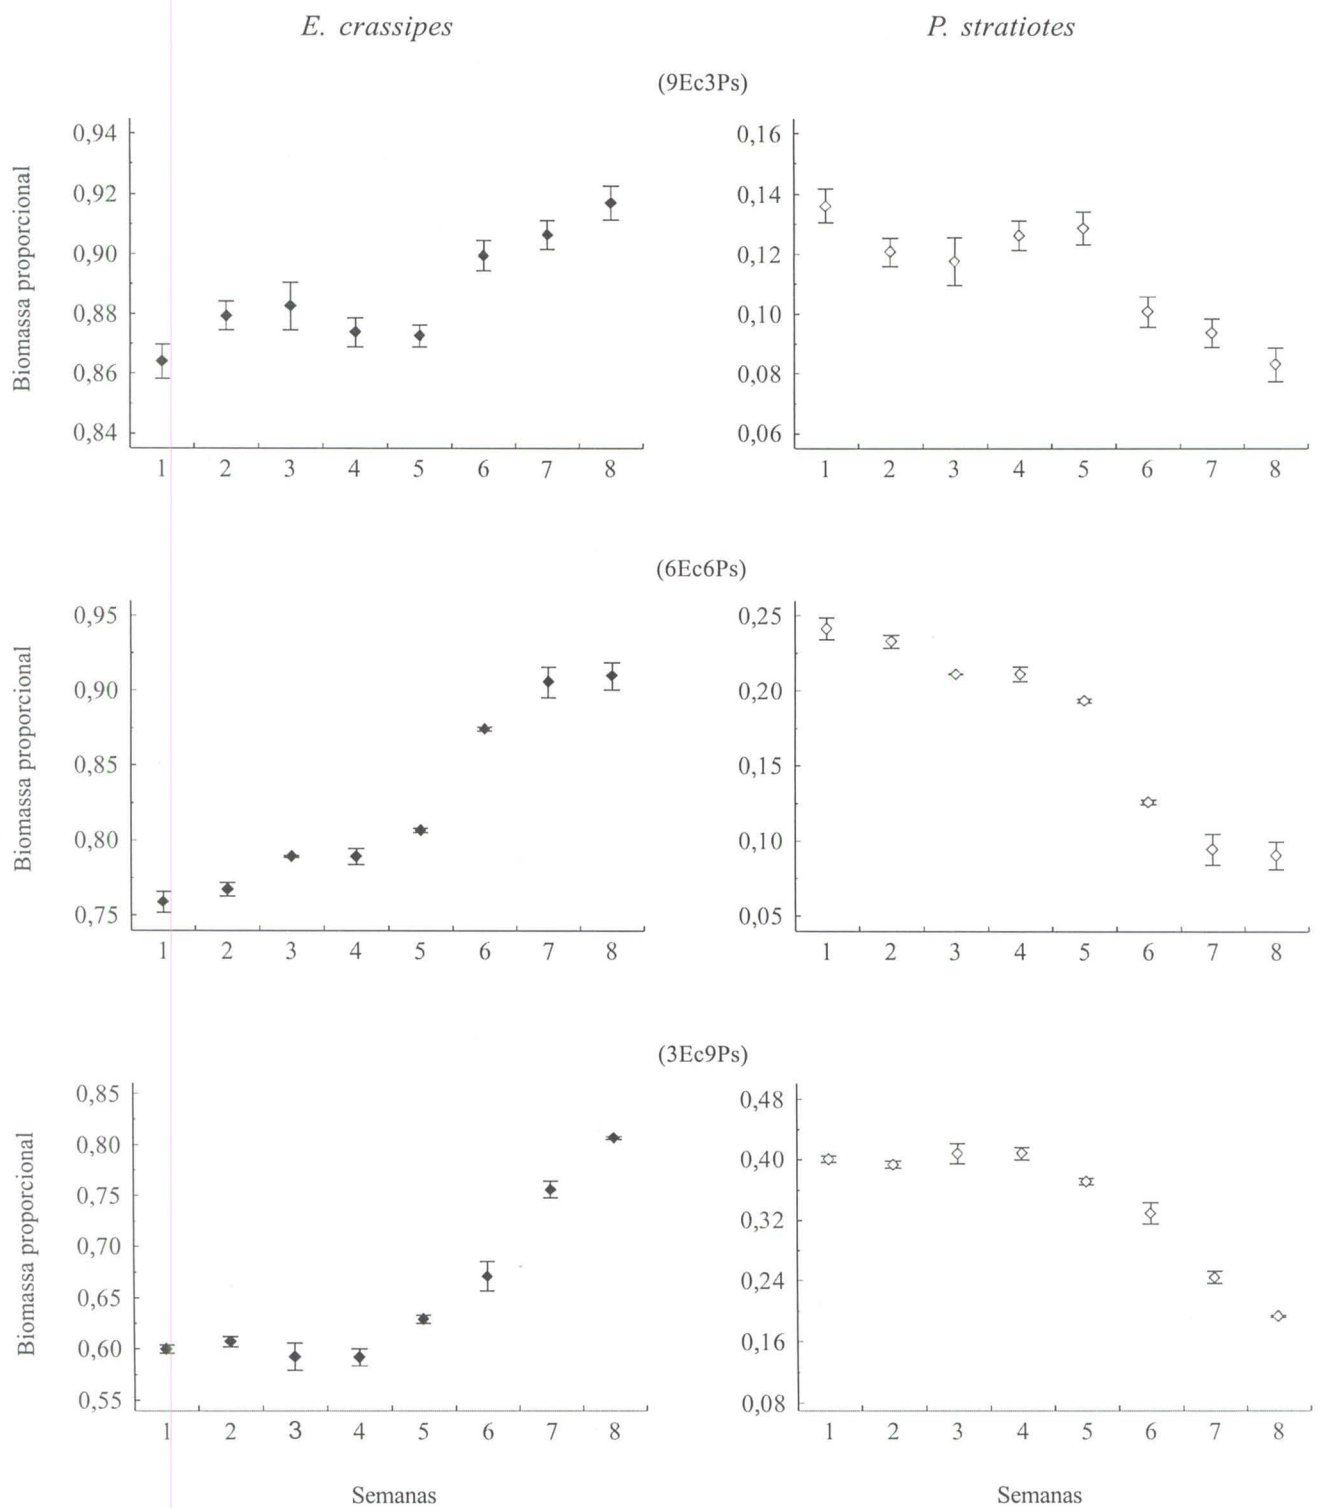 E. crassipes
P. stratiotes
(9Ec3Ps)
Biomassa proporcional
0,94
0,92
0,90
0,88
0,86
0,84
1 2 3 4 5 6 7 8
0,16
0,14
0,12
0,10
0,08
0,06
1 2 3 4 5 6 7 8
(6Ec6Ps)
Biomassa proporcional
0,95
0,90
0,85
0,80
0,75
1 2 3 4 5 6 7 8
0,25
0,20
0,15
0,10
0,05
1 2 3 4 5 6 7 8
(3Ec9Ps)
Biomassa proporcional
0,85
0,80
0,75
0,70
0,65
0,60
0,55
1 2 3 4 5 6 7 8
Semanas
0,48
0,40
0,32
0,24
0,16
0,08
1 2 3 4 5 6 7 8
Semanas